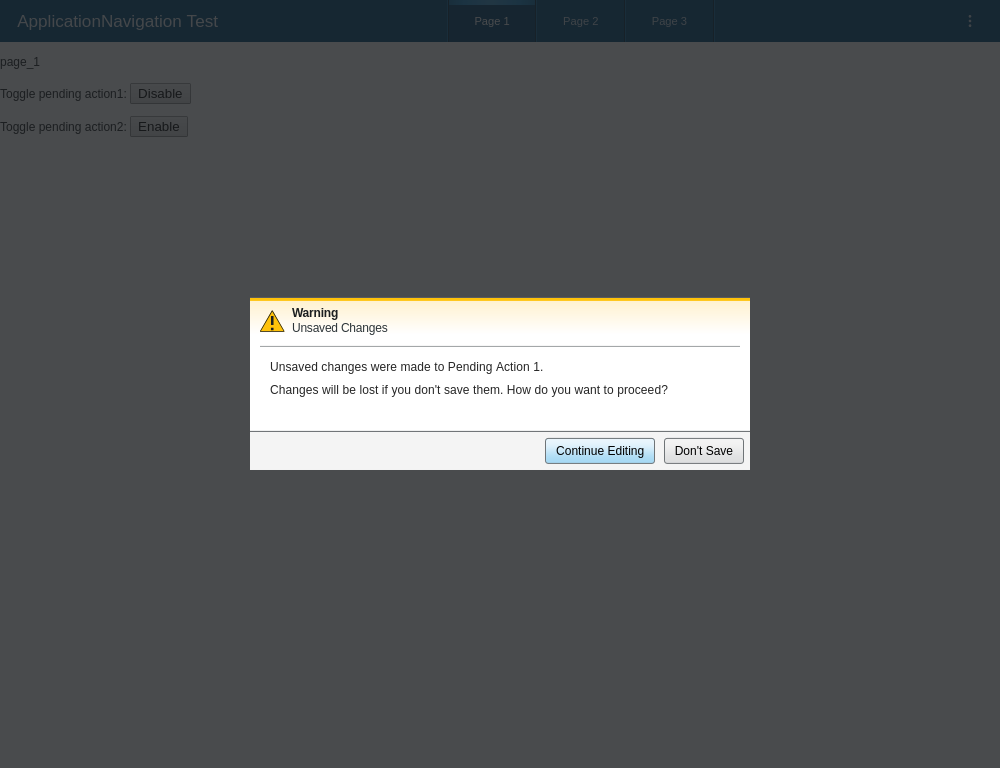 ApplicationNavigation Test
Page 1
Page 2
Page 3
page_1
Toggle pending action1: Disable
Toggle pending action2: Enable
Warning
Unsaved Changes
Unsaved changes were made to Pending Action 1.
Changes will be lost if you don't save them. How do you want to proceed?
Continue Editing
Don't Save